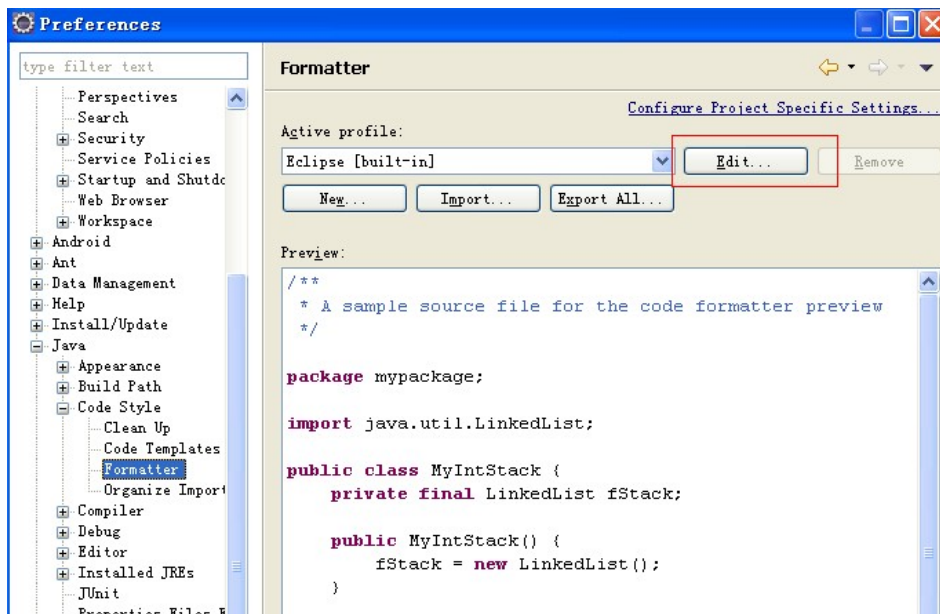 Preferences
type filter text
Perspectives
Search
Security
Service Policies
Startup and Shutdo
Web Browser
Workspace
Android
Ant
Data Management
Help
Install/Update
Java
Appearance
Build Path
Code Style
Clean Up
Code Templates
Formatter
Organize Import
Compiler
Debug
Editor
Installed JREs
JUnit
Properties Files
Formatter
Configure Project Specific Settings...
Active profile:
Eclipse [built-in]
Edit...
Remove
New...
Import...
Export All...
Preview:
/**
 * A sample source file for the code formatter preview
 */
package mypackage;
import java.util.LinkedList;
public class MyIntStack {
    private final LinkedList fStack;
    public MyIntStack() {
        fStack = new LinkedList();
    }